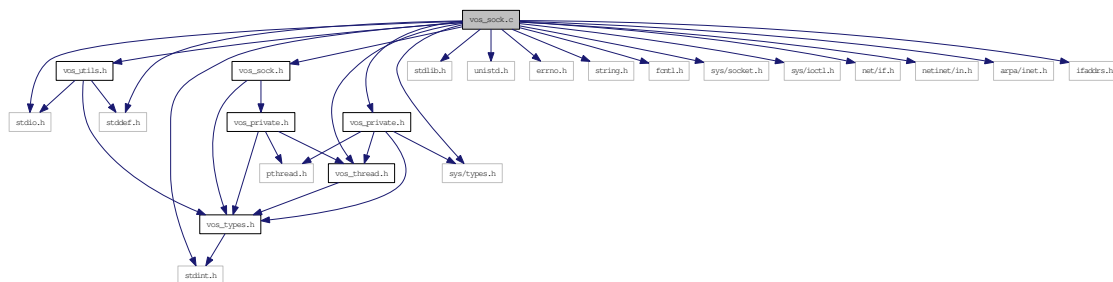 vos_sock.c
vos_utils.h
vos_sock.h
stdlib.h
unistd.h
errno.h
string.h
fcntl.h
sys/socket.h
sys/ioctl.h
net/if.h
netinet/in.h
arpa/inet.h
ifaddrs.h
stdio.h
stddef.h
vos_private.h
vos_private.h
pthread.h
vos_thread.h
sys/types.h
vos_types.h
stdint.h